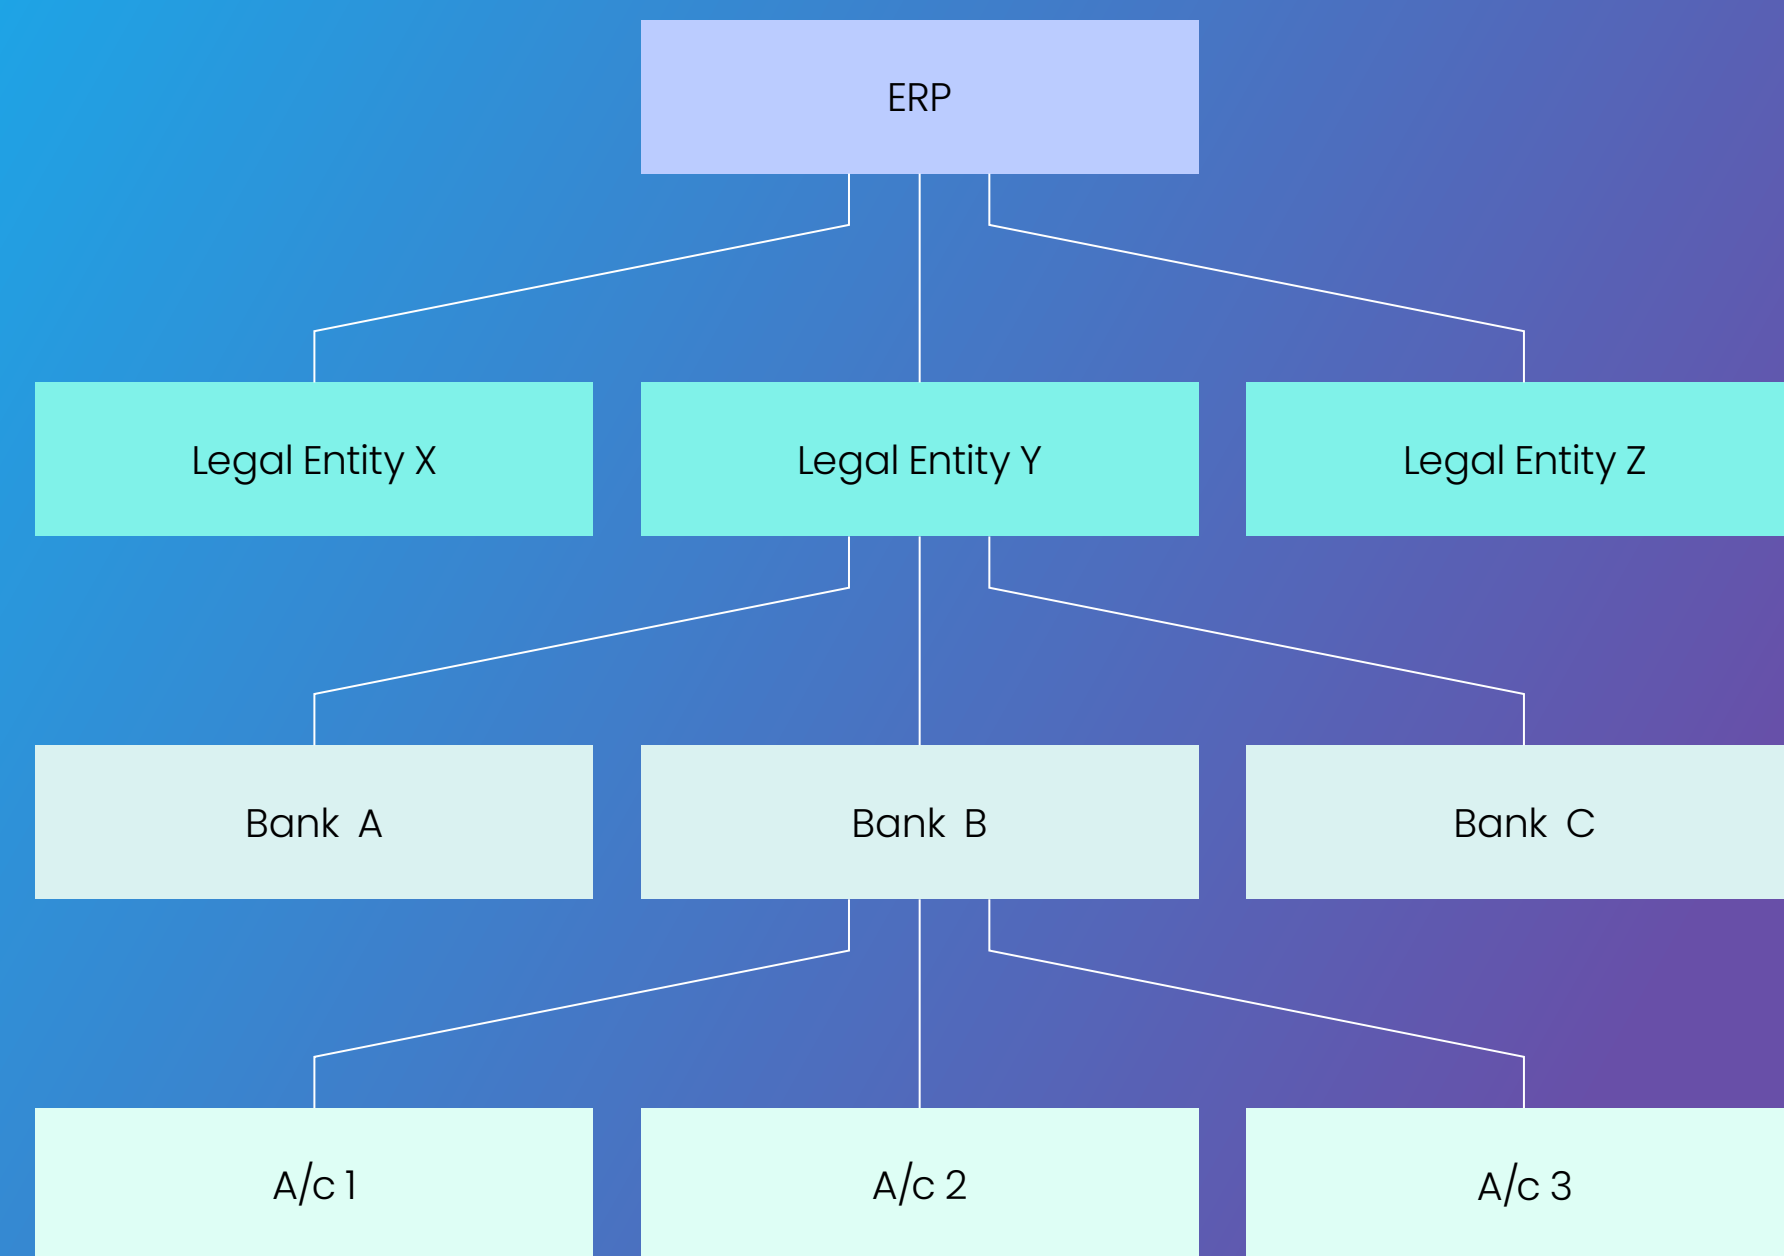 ERP
Legal Entity X
Legal Entity Y
Legal Entity Z
Bank A
Bank B
Bank C
A/c 1
A/c 2
A/c 3